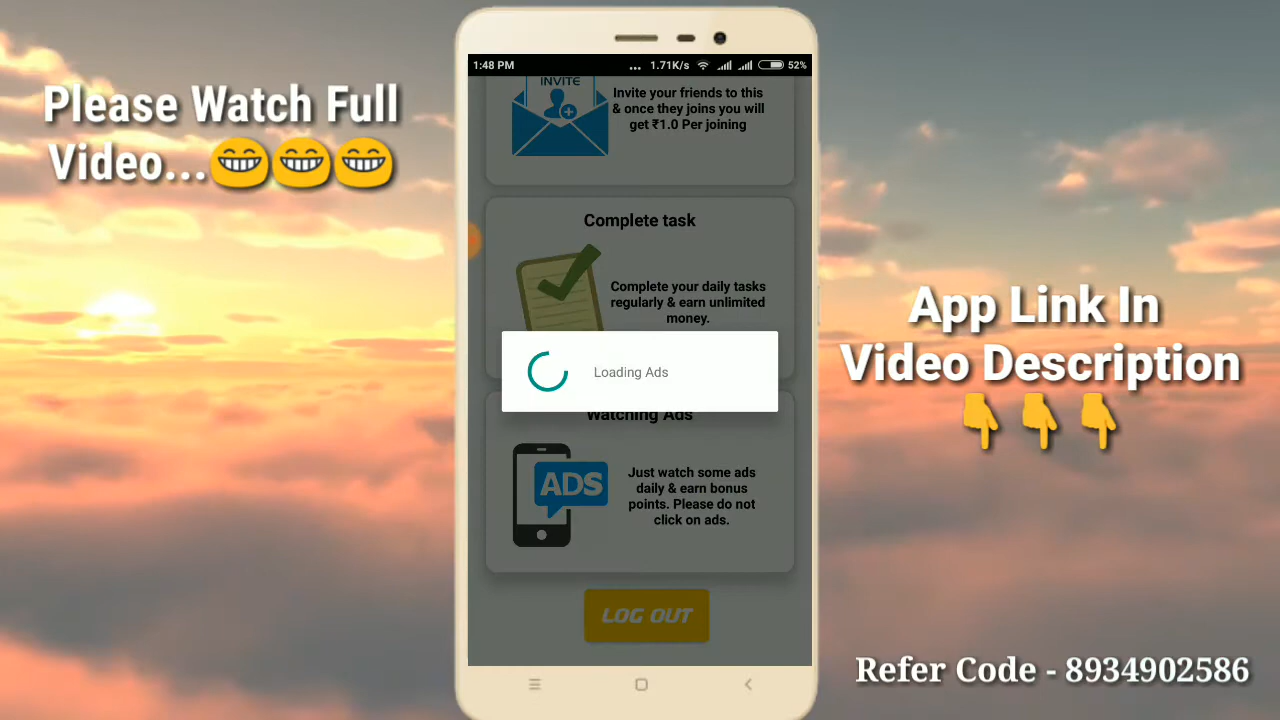 Please Watch Full
Video...😁😁😁
1:48 PM
... 1.71K/s 52%
INVITE
Invite your friends to this
& once they joins you will
get ₹1.0 Per joining
Complete task
Complete your daily tasks
regularly & earn unlimited
money.
Loading Ads
Watching Ads
ADS
Just watch some ads
daily & earn bonus
points. Please do not
click on ads.
LOG OUT
App Link In
Video Description
👇👇👇
Refer Code - 8934902586